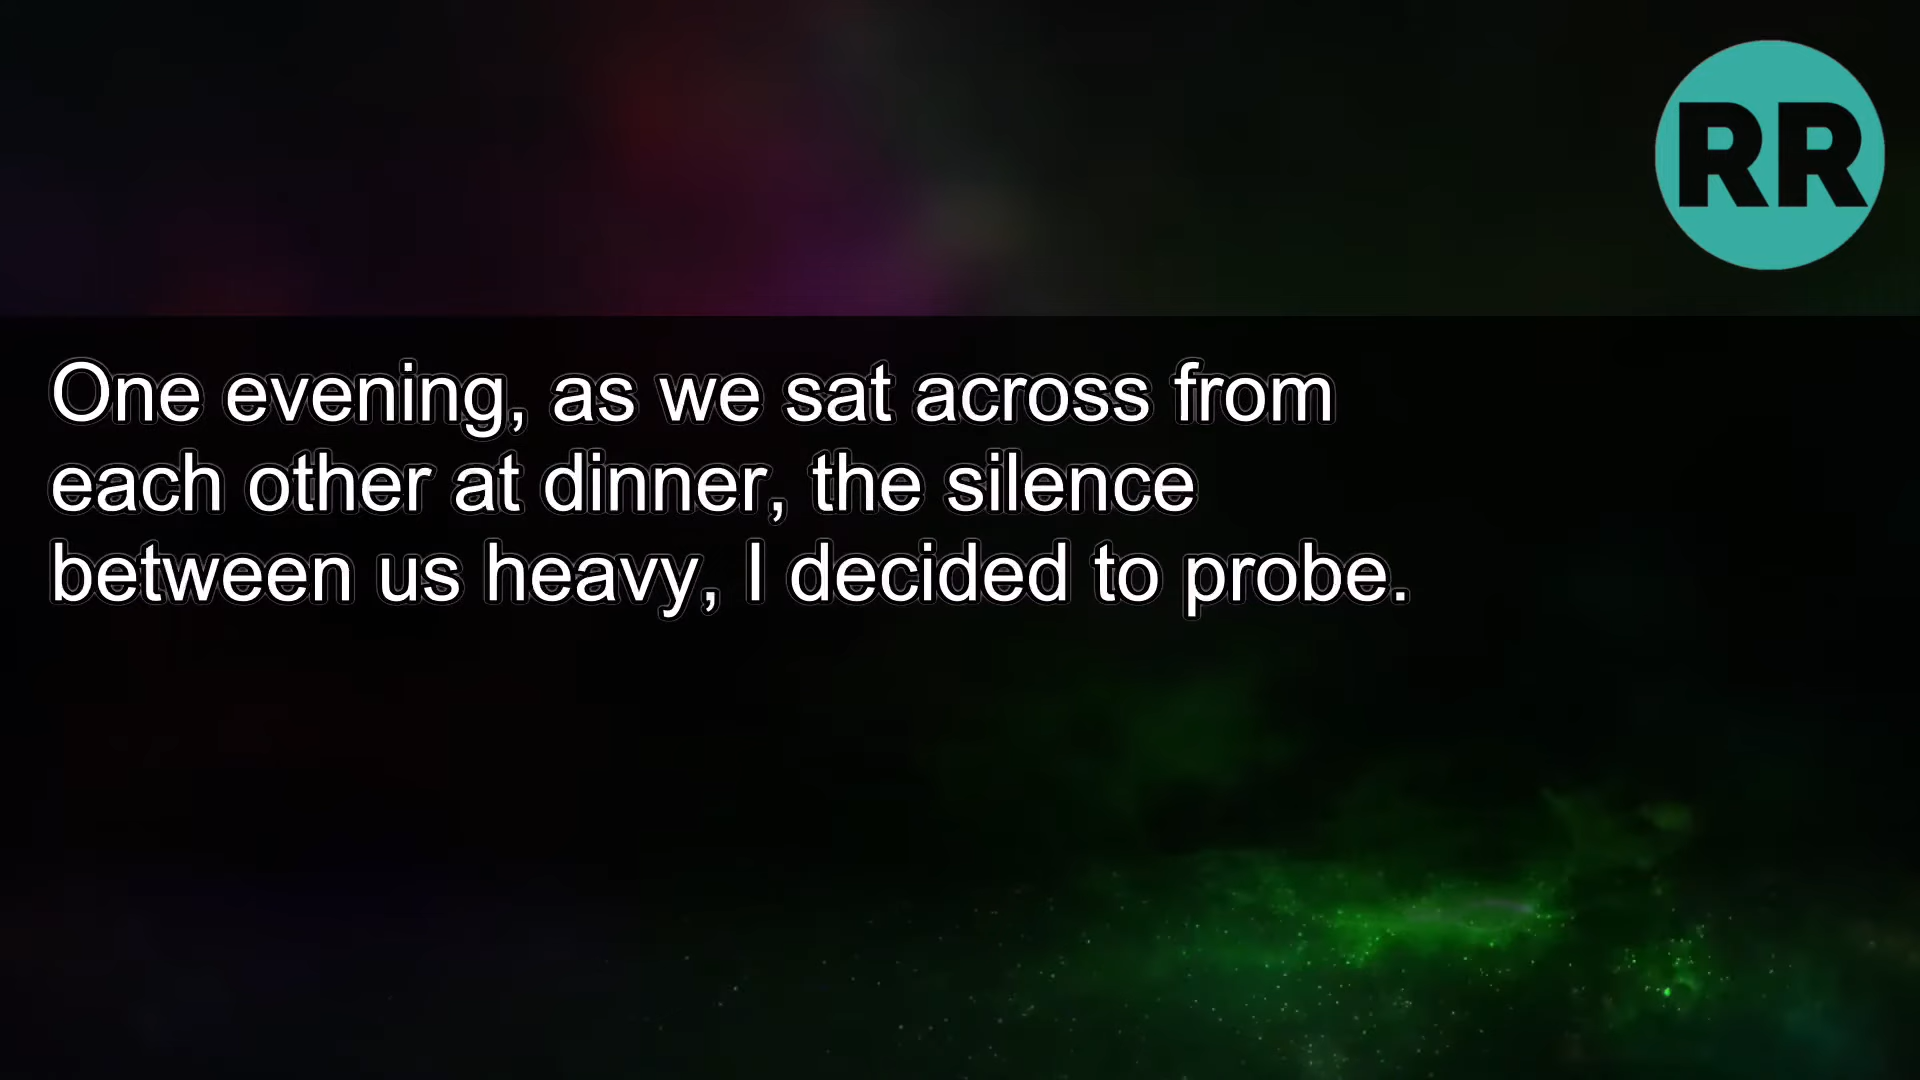 RR
One evening, as we sat across from
each other at dinner, the silence
between us heavy, I decided to probe.